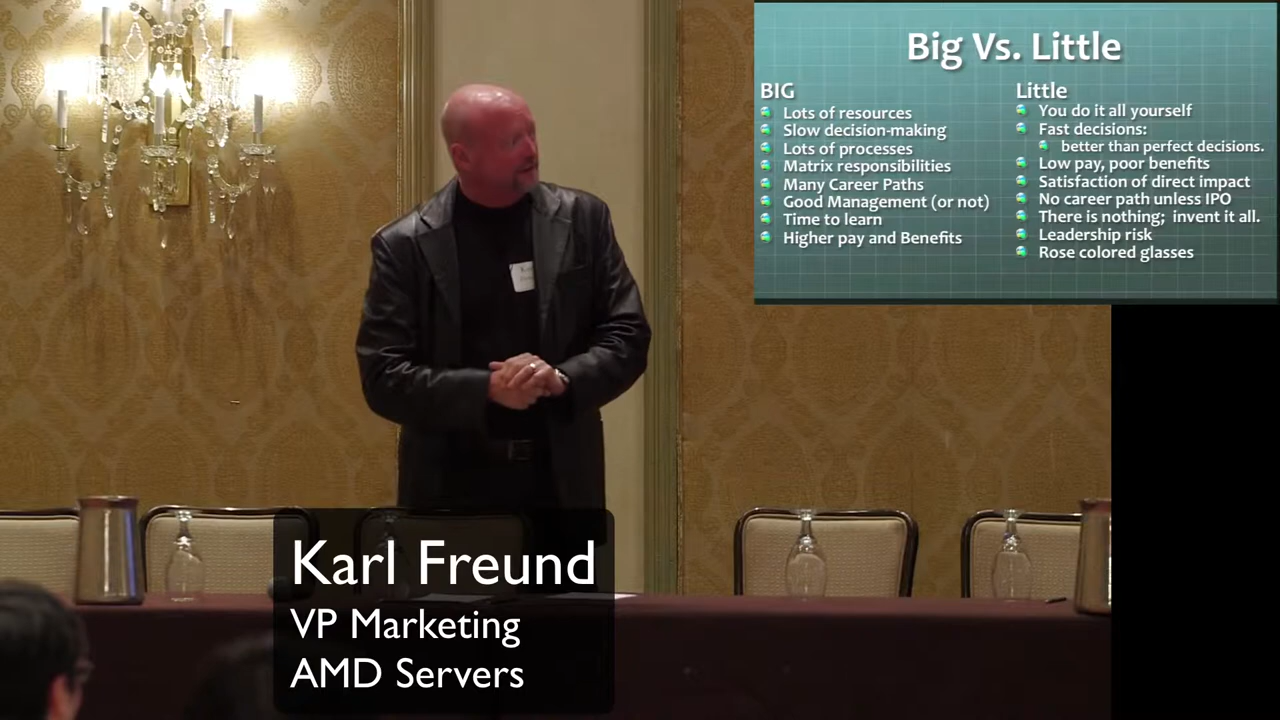 Big Vs. Little
BIG
Lots of resources
Slow decision-making
Lots of processes
Matrix responsibilities
Many Career Paths
Good Management (or not)
Time to learn
Higher pay and Benefits
Little
You do it all yourself
Fast decisions:
better than perfect decisions.
Low pay, poor benefits
Satisfaction of direct impact
No career path unless IPO
There is nothing; invent it all.
Leadership risk
Rose colored glasses
Karl Freund
VP Marketing
AMD Servers